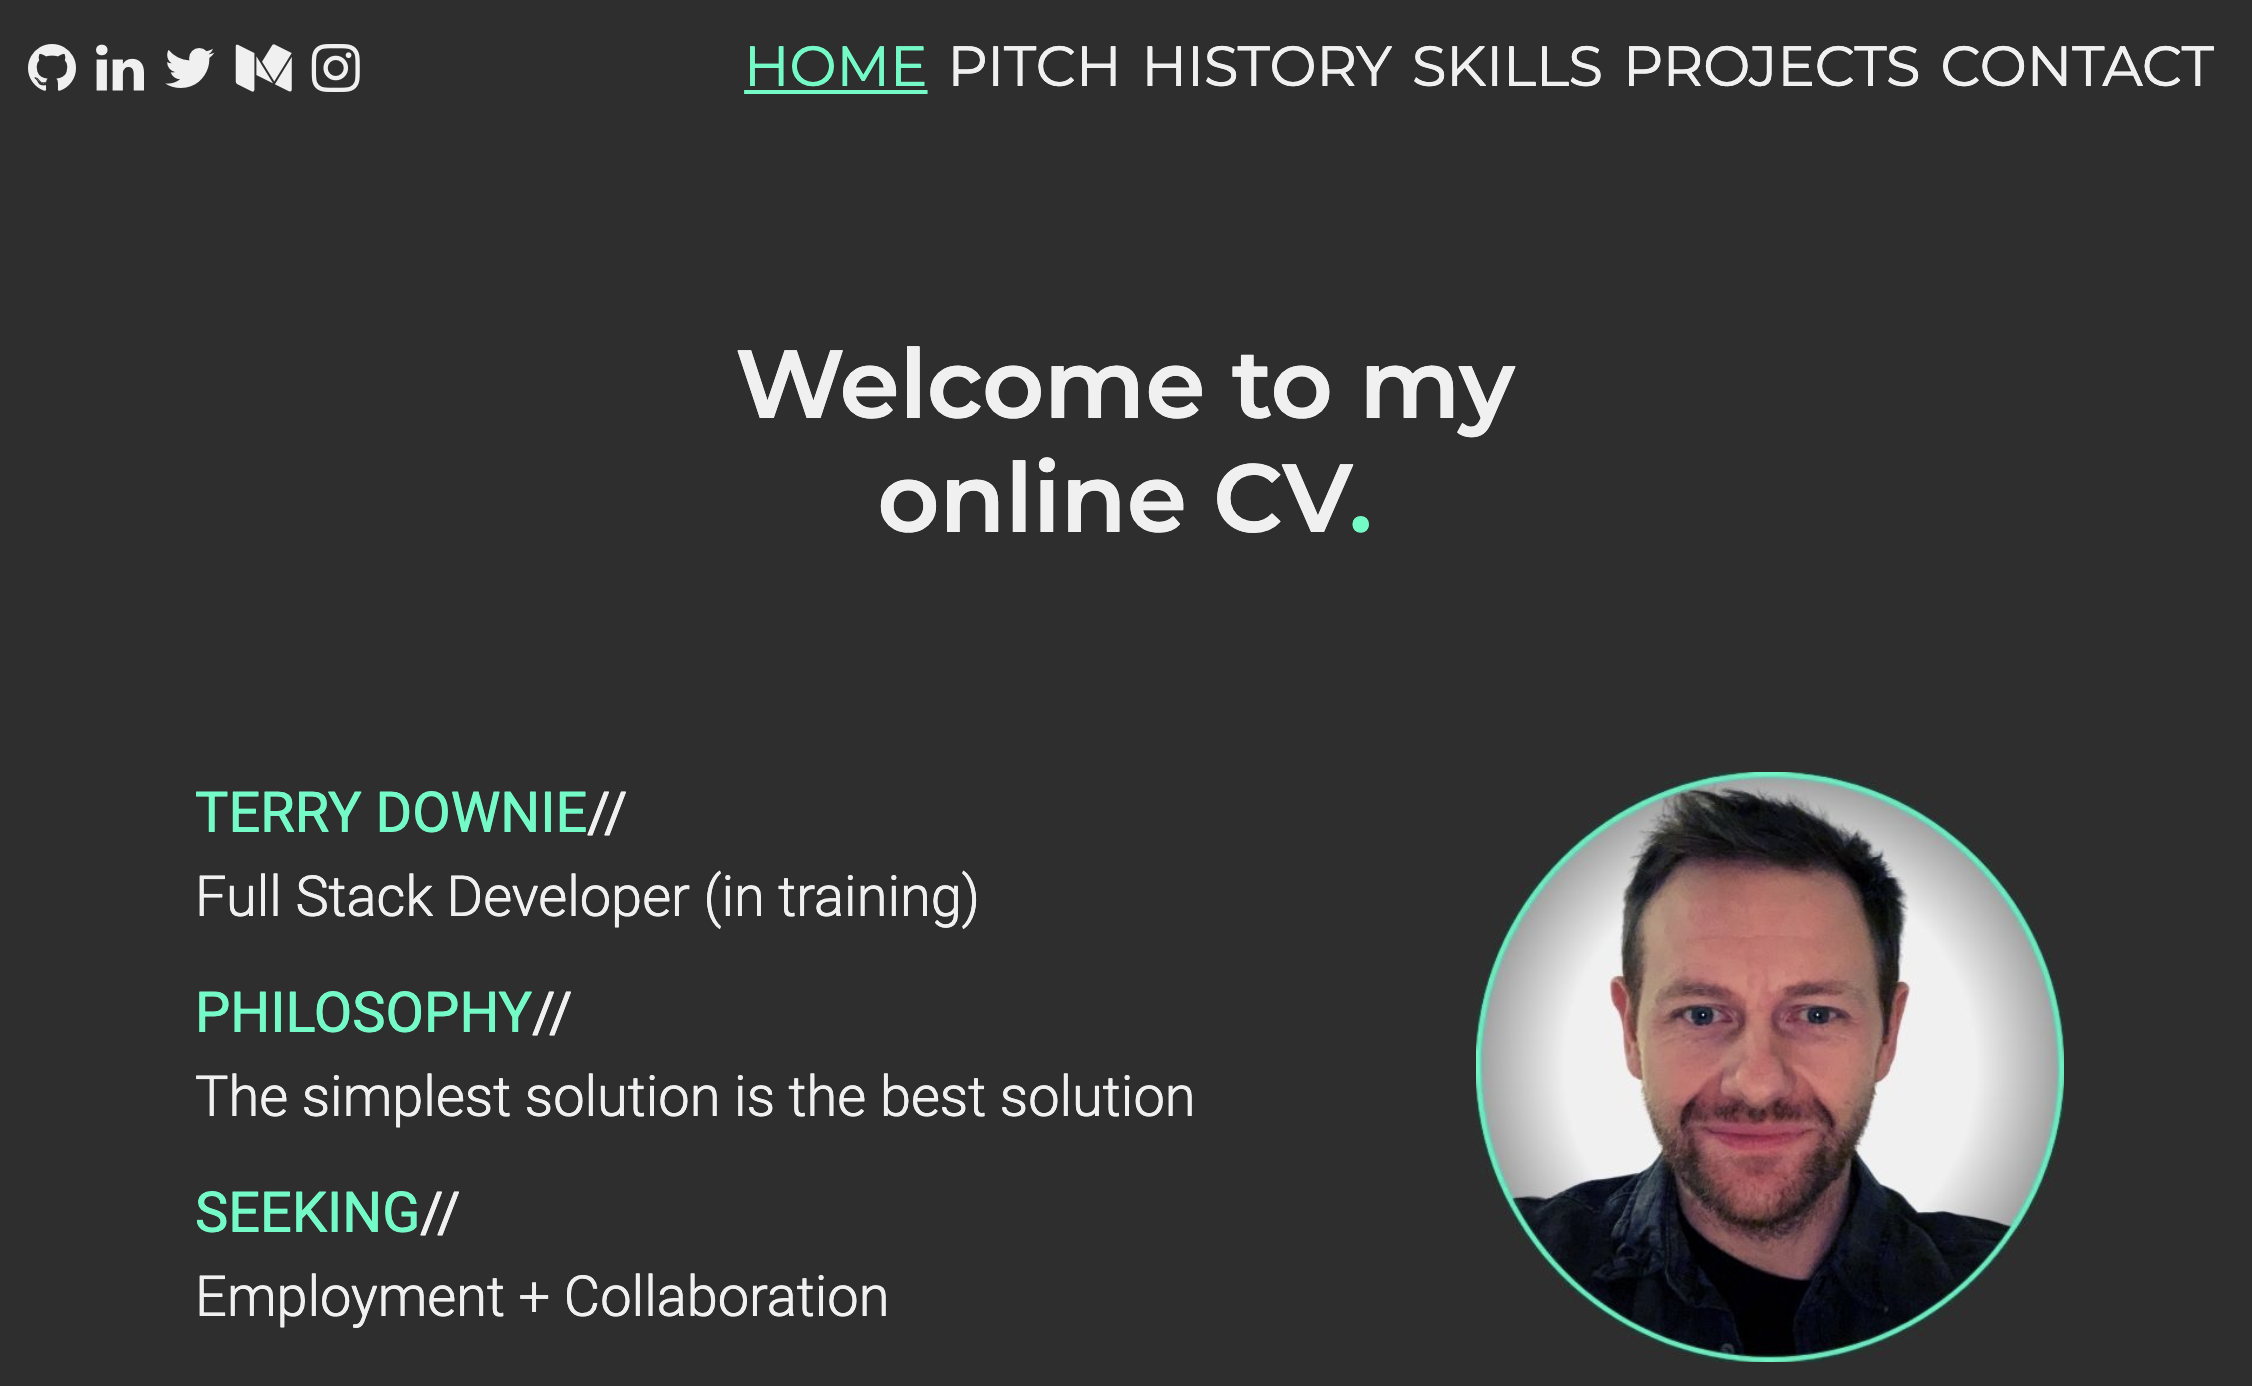 HOME PITCH HISTORY SKILLS PROJECTS CONTACT
Welcome to my
online CV.
TERRY DOWNIE//
Full Stack Developer (in training)
PHILOSOPHY//
The simplest solution is the best solution
SEEKING//
Employment + Collaboration